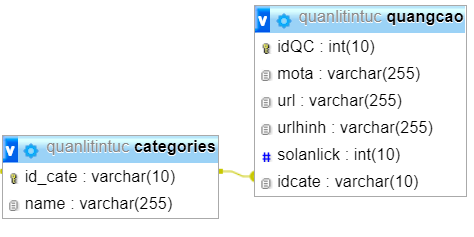 v quanlitintuc quangcao
idQC : int(10)
mota : varchar(255)
url : varchar(255)
urlhinh : varchar(255)
# solanlick : int(10)
idcate : varchar(10)
v quanlitintuc categories
id_cate : varchar(10)
name : varchar(255)